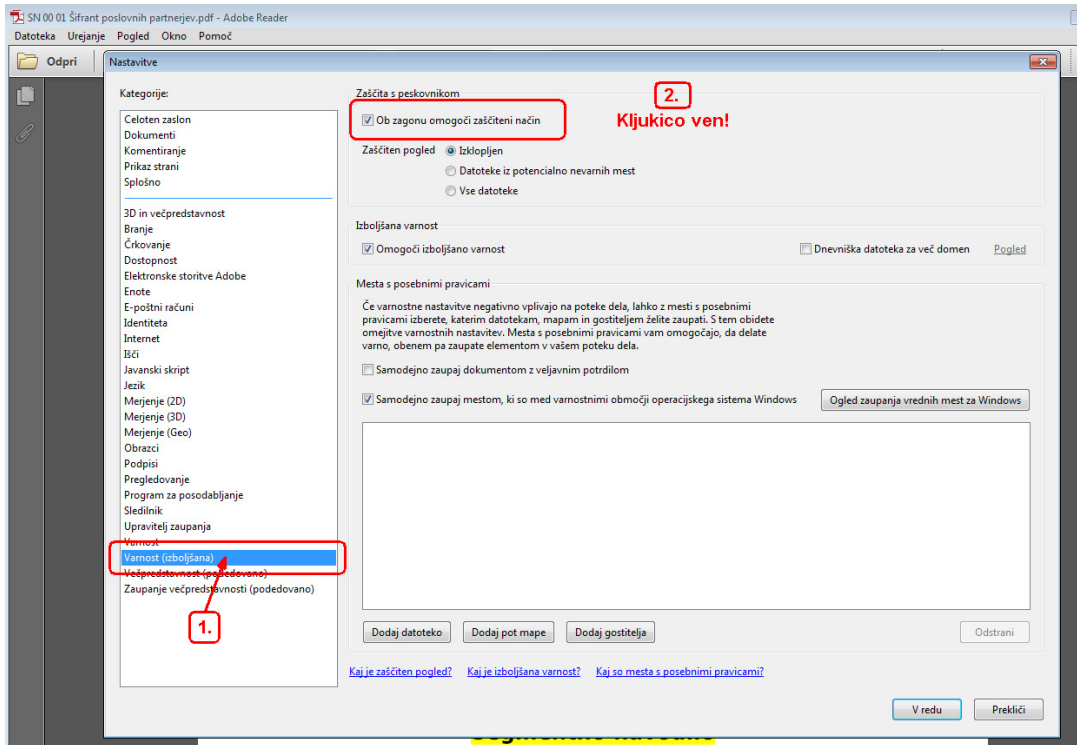 SN 00 01 Šifrant poslovnih partnerjev.pdf - Adobe Reader
Datoteka Urejanje Pogled Okno Pomoč
Odpri
Nastavitve
Kategorije:
Celoten zaslon
Dokumenti
Komentiranje
Prikaz strani
Splošno
3D in večpredstavnost
Branje
Črkovanje
Dostopnost
Elektronske storitve Adobe
Enote
E-poštni računi
Identiteta
Internet
Išči
Javanski skript
Jezik
Merjenje (2D)
Merjenje (3D)
Merjenje (Geo)
Obrazci
Podpisi
Pregledovanje
Program za posodabljanje
Sledilnik
Upravitelj zaupanja
Varnost
Varnost (izboljšana)
Večpredstavnost (podedovano)
Zaupanje večpredstavnosti (podedovano)
1.
Zaščita s peskovnikom
Ob zagonu omogoči zaščiteni način
2.
Kljukico ven!
Zaščiten pogled Izklopljen
Datoteke iz potencialno nevarnih mest
Vse datoteke
Izboljšana varnost
Omogoči izboljšano varnost Dnevniška datoteka za več domen Pogled
Mesta s posebnimi pravicami
Če varnostne nastavitve negativno vplivajo na poteke dela, lahko z mesti s posebnimi
pravicami izberete, katerim datotekam, mapam in gostiteljem želite zaupati. S tem obidete
omejitve varnostnih nastavitev. Mesta s posebnimi pravicami vam omogočajo, da delate
varno, obenem pa zaupate elementom v vašem poteku dela.
Samodejno zaupaj dokumentom z veljavnim potrdilom
Samodejno zaupaj mestom, ki so med varnostnimi območji operacijskega sistema Windows Ogled zaupanja vrednih mest za Windows
Dodaj datoteko Dodaj pot mape Dodaj gostitelja Odstrani
Kaj je zaščiten pogled? Kaj je izboljšana varnost? Kaj so mesta s posebnimi pravicami?
V redu Prekliči